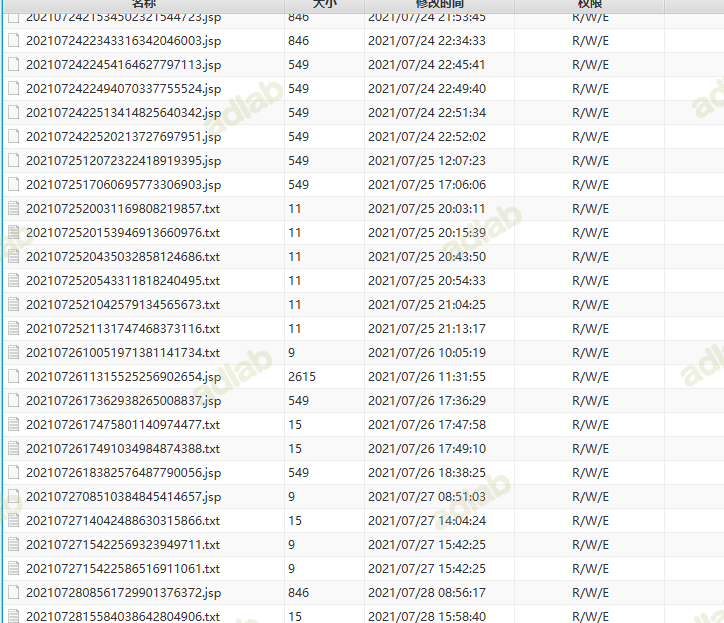 名称 大小 修改时间 权限
2021072421534502321544723.jsp 846 2021/07/24 21:53:45 R/W/E
2021072422343316342046003.jsp 846 2021/07/24 22:34:33 R/W/E
2021072422454164627797113.jsp 549 2021/07/24 22:45:41 R/W/E
2021072422494070337755524.jsp 549 2021/07/24 22:49:40 R/W/E
2021072422513414825640342.jsp 549 2021/07/24 22:51:34 R/W/E
2021072422520213727697951.jsp 549 2021/07/24 22:52:02 R/W/E
2021072512072322418919395.jsp 549 2021/07/25 12:07:23 R/W/E
2021072517060695773306903.jsp 549 2021/07/25 17:06:06 R/W/E
2021072520031169808219857.txt 11 2021/07/25 20:03:11 R/W/E
2021072520153946913660976.txt 11 2021/07/25 20:15:39 R/W/E
2021072520435032858124686.txt 11 2021/07/25 20:43:50 R/W/E
2021072520543311818240495.txt 11 2021/07/25 20:54:33 R/W/E
2021072521042579134565673.txt 11 2021/07/25 21:04:25 R/W/E
2021072521131747468373116.txt 11 2021/07/25 21:13:17 R/W/E
2021072610051971381141734.txt 9 2021/07/26 10:05:19 R/W/E
2021072611315525256902654.jsp 2615 2021/07/26 11:31:55 R/W/E
2021072617362938265008837.jsp 549 2021/07/26 17:36:29 R/W/E
2021072617475801140974477.txt 15 2021/07/26 17:47:58 R/W/E
2021072617491034984874388.txt 15 2021/07/26 17:49:10 R/W/E
2021072618382576487790056.jsp 549 2021/07/26 18:38:25 R/W/E
2021072708510384845414657.jsp 9 2021/07/27 08:51:03 R/W/E
2021072714042488630315866.txt 15 2021/07/27 14:04:24 R/W/E
2021072715422569323949711.txt 9 2021/07/27 15:42:25 R/W/E
2021072715422586516911061.txt 9 2021/07/27 15:42:25 R/W/E
2021072808561729901376372.jsp 846 2021/07/28 08:56:17 R/W/E
2021072815584038642804906.txt 15 2021/07/28 15:58:40 R/W/E
adlab
adlab
adlab
adlab